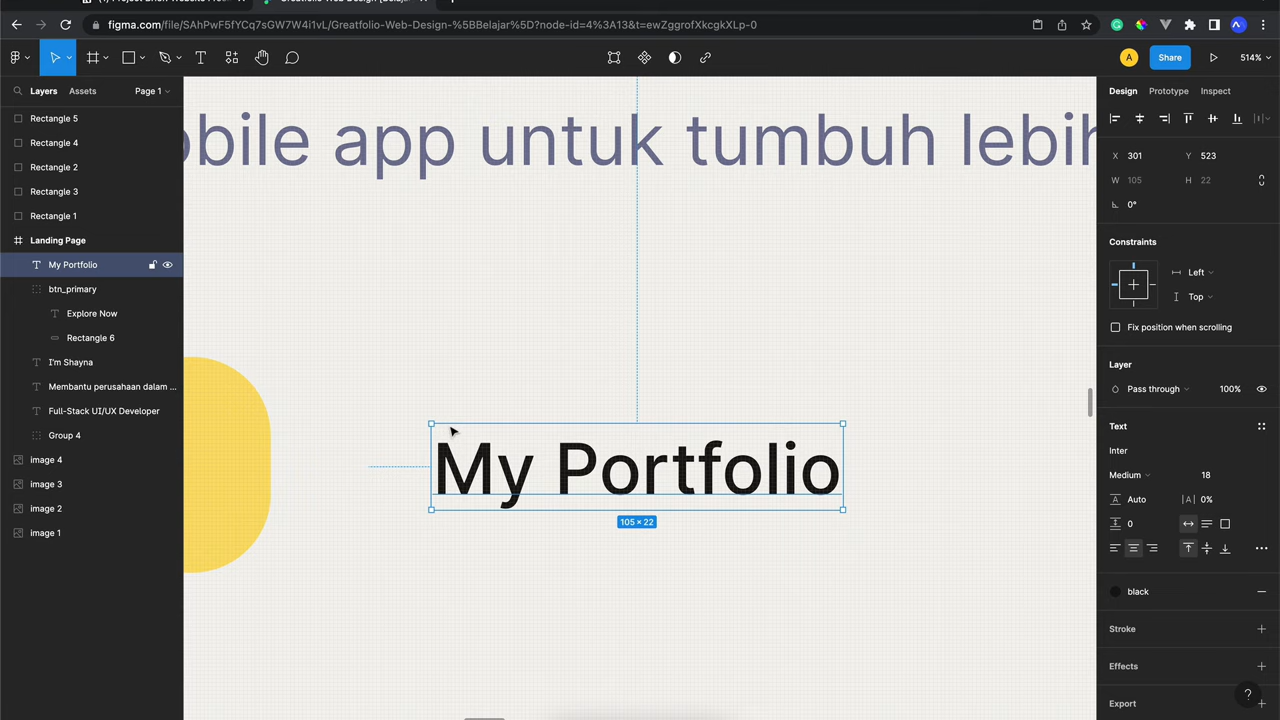 figma.com/file/SAhPwF5fYCq7sGW7W4i1vL/Greatfolio-Web-Design-%5BBelajar%5D?node-id=4%3A13&t=ewZggrofXkcgkXLp-0
A
Share
514%
Layers
Assets
Page 1
Rectangle 5
Rectangle 4
Rectangle 2
Rectangle 3
Rectangle 1
Landing Page
My Portfolio
btn_primary
Explore Now
Rectangle 6
I'm Shayna
Membantu perusahaan dalam ...
Full-Stack UI/UX Developer
Group 4
image 4
image 3
image 2
image 1
obile app untuk tumbuh lebih
My Portfolio
105 × 22
Design
Prototype
Inspect
X 301
Y 523
W 105
H 22
0°
Constraints
Left
Top
Fix position when scrolling
Layer
Pass through
100%
Text
Inter
Medium
18
Auto
|A| 0%
0
black
Stroke
Effects
Export
?